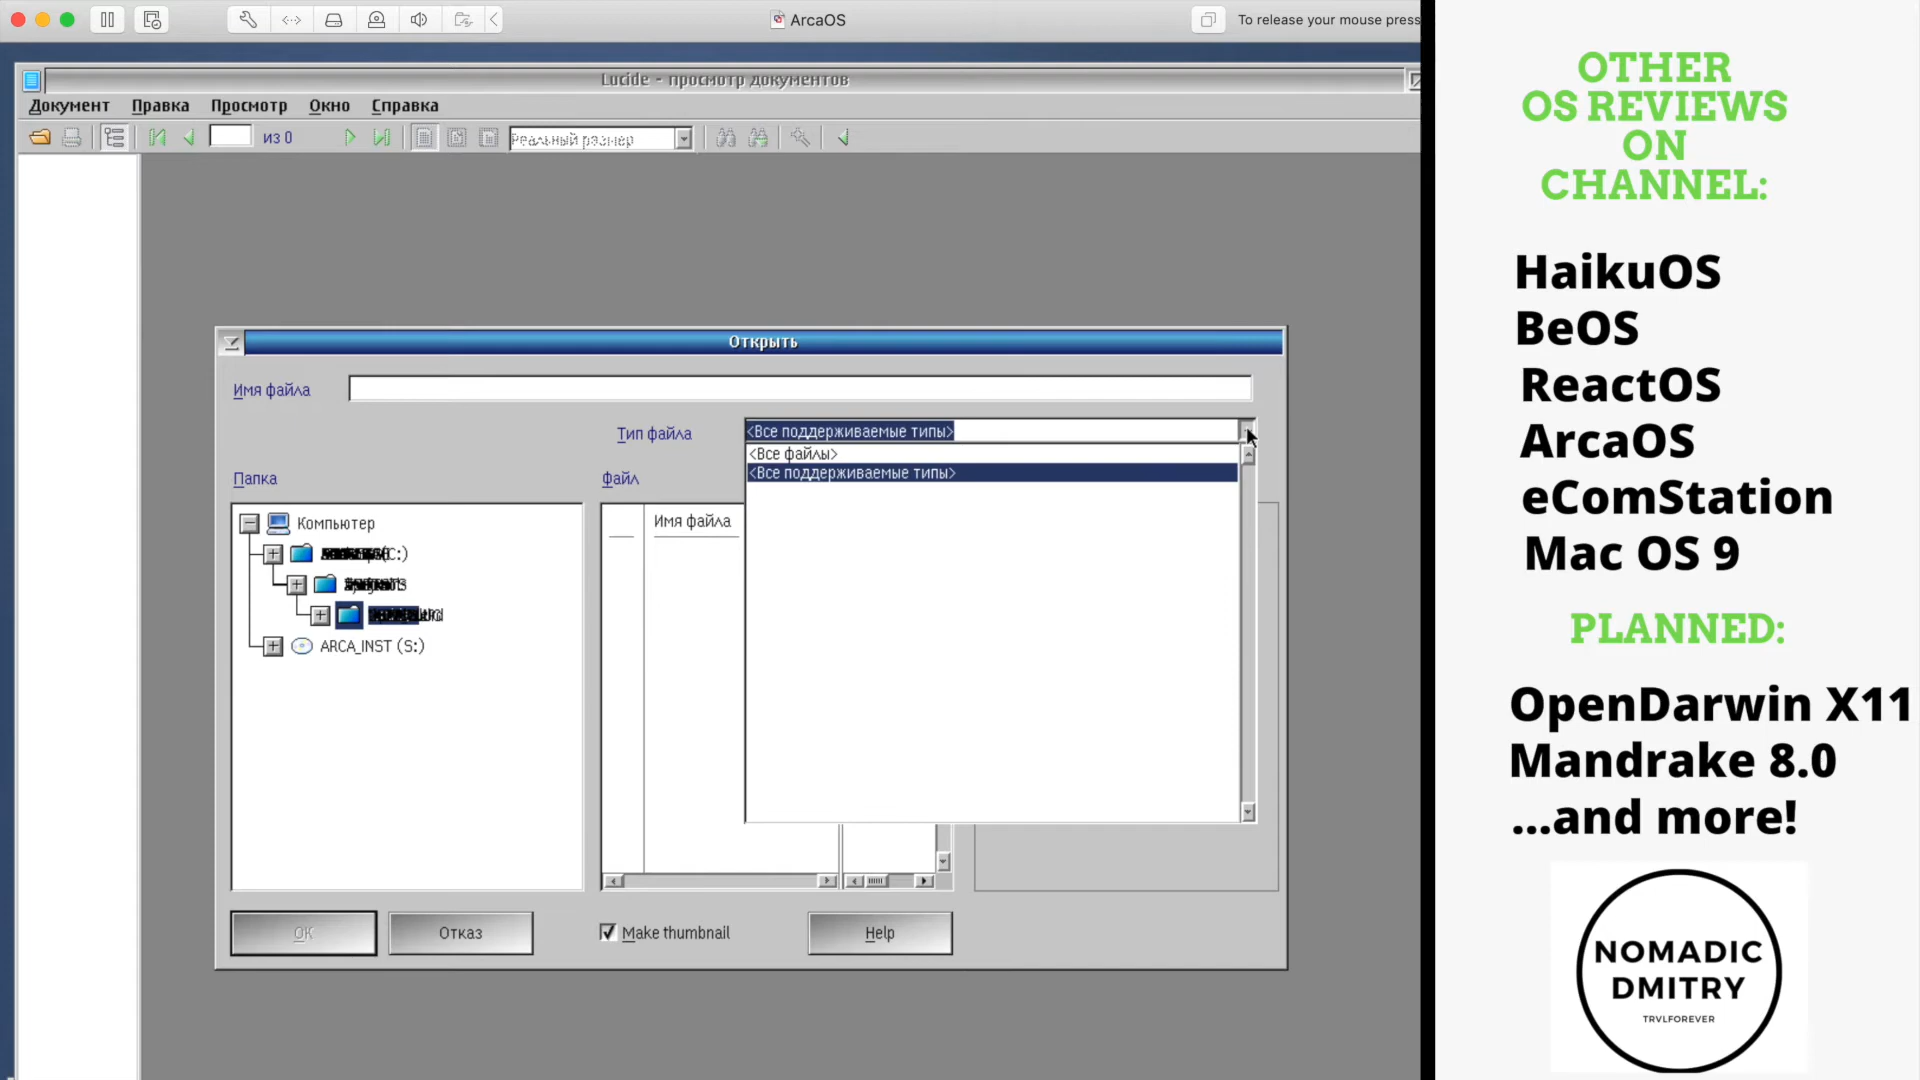 ArcaOS
To release your mouse press
Lucide - просмотр документов
Документ Правка Просмотр Окно Справка
из 0
Реальный размер
Открыть
Имя файла
Тип файла
<Все поддерживаемые типы>
<Все файлы>
<Все поддерживаемые типы>
Папка
Файл
Компьютер
(C:)
ARCA_INST (S:)
Имя файла
OK
Отказ
Make thumbnail
Help
OTHER
OS REVIEWS
ON
CHANNEL:
HaikuOS
BeOS
ReactOS
ArcaOS
eComStation
Mac OS 9
PLANNED:
OpenDarwin X11
Mandrake 8.0
...and more!
NOMADIC
DMITRY
TRVLFOREVER